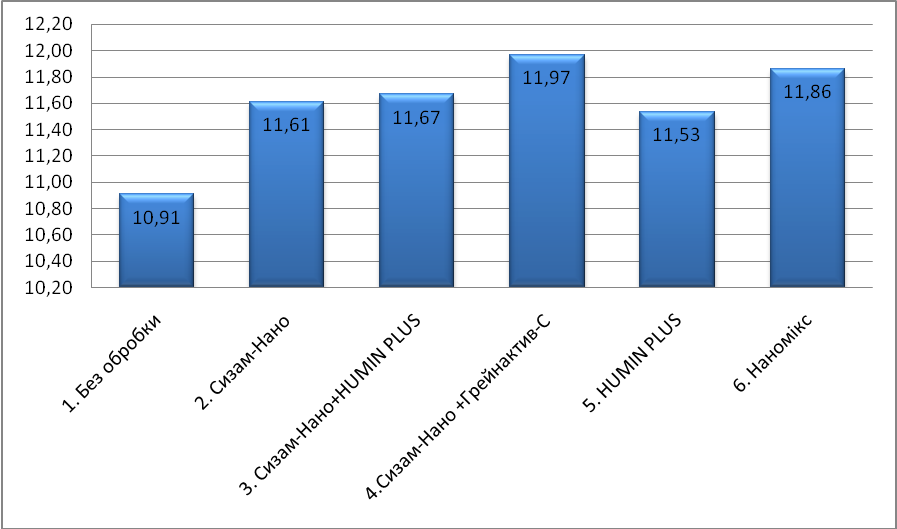 12,20
12,00
11,80
11,60
11,40
11,20
11,00
10,80
10,60
10,40
10,20
10,91
11,61
11,67
11,97
11,53
11,86
1. Без обробки
2. Сизам-Нано
3. Сизам-Нано+HUMIN PLUS
4.Сизам-Нано +Грейнактив-С
5. HUMIN PLUS
6. Наномікс